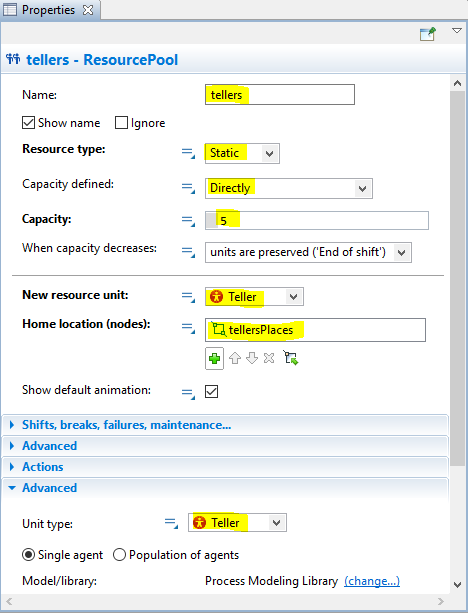 Properties
tellers - ResourcePool
Name: tellers
Show name Ignore
Resource type: Static
Capacity defined: Directly
Capacity: 5
When capacity decreases: units are preserved ('End of shift')
New resource unit: Teller
Home location (nodes): tellersPlaces
Show default animation:
Shifts, breaks, failures, maintenance...
Advanced
Actions
Advanced
Unit type: Teller
Single agent Population of agents
Model/library: Process Modeling Library (change...)